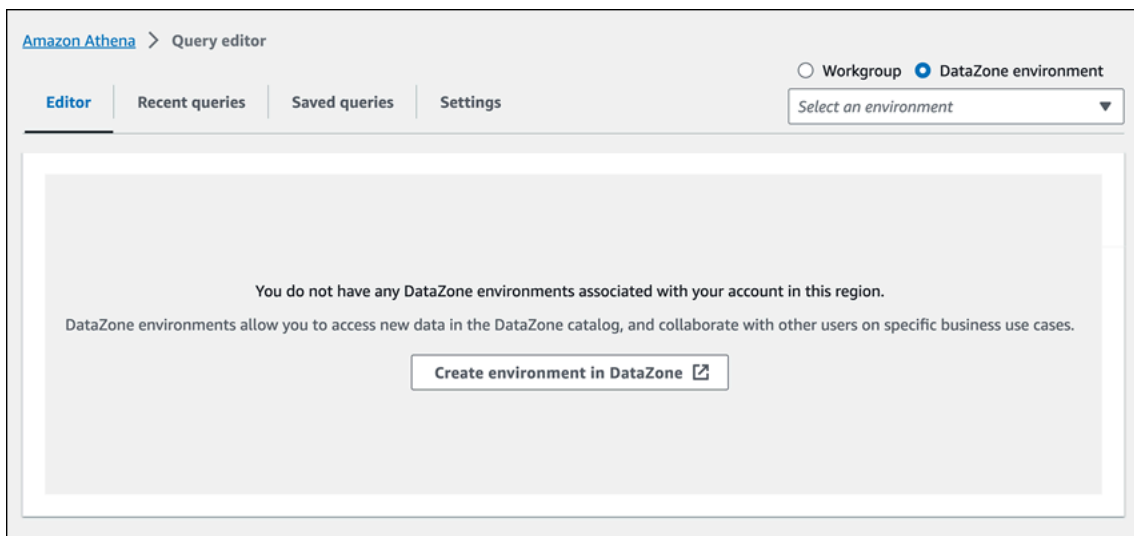 Amazon Athena > Query editor
Workgroup DataZone environment
Editor Recent queries Saved queries Settings
Select an environment
You do not have any DataZone environments associated with your account in this region.
DataZone environments allow you to access new data in the DataZone catalog, and collaborate with other users on specific business use cases.
Create environment in DataZone